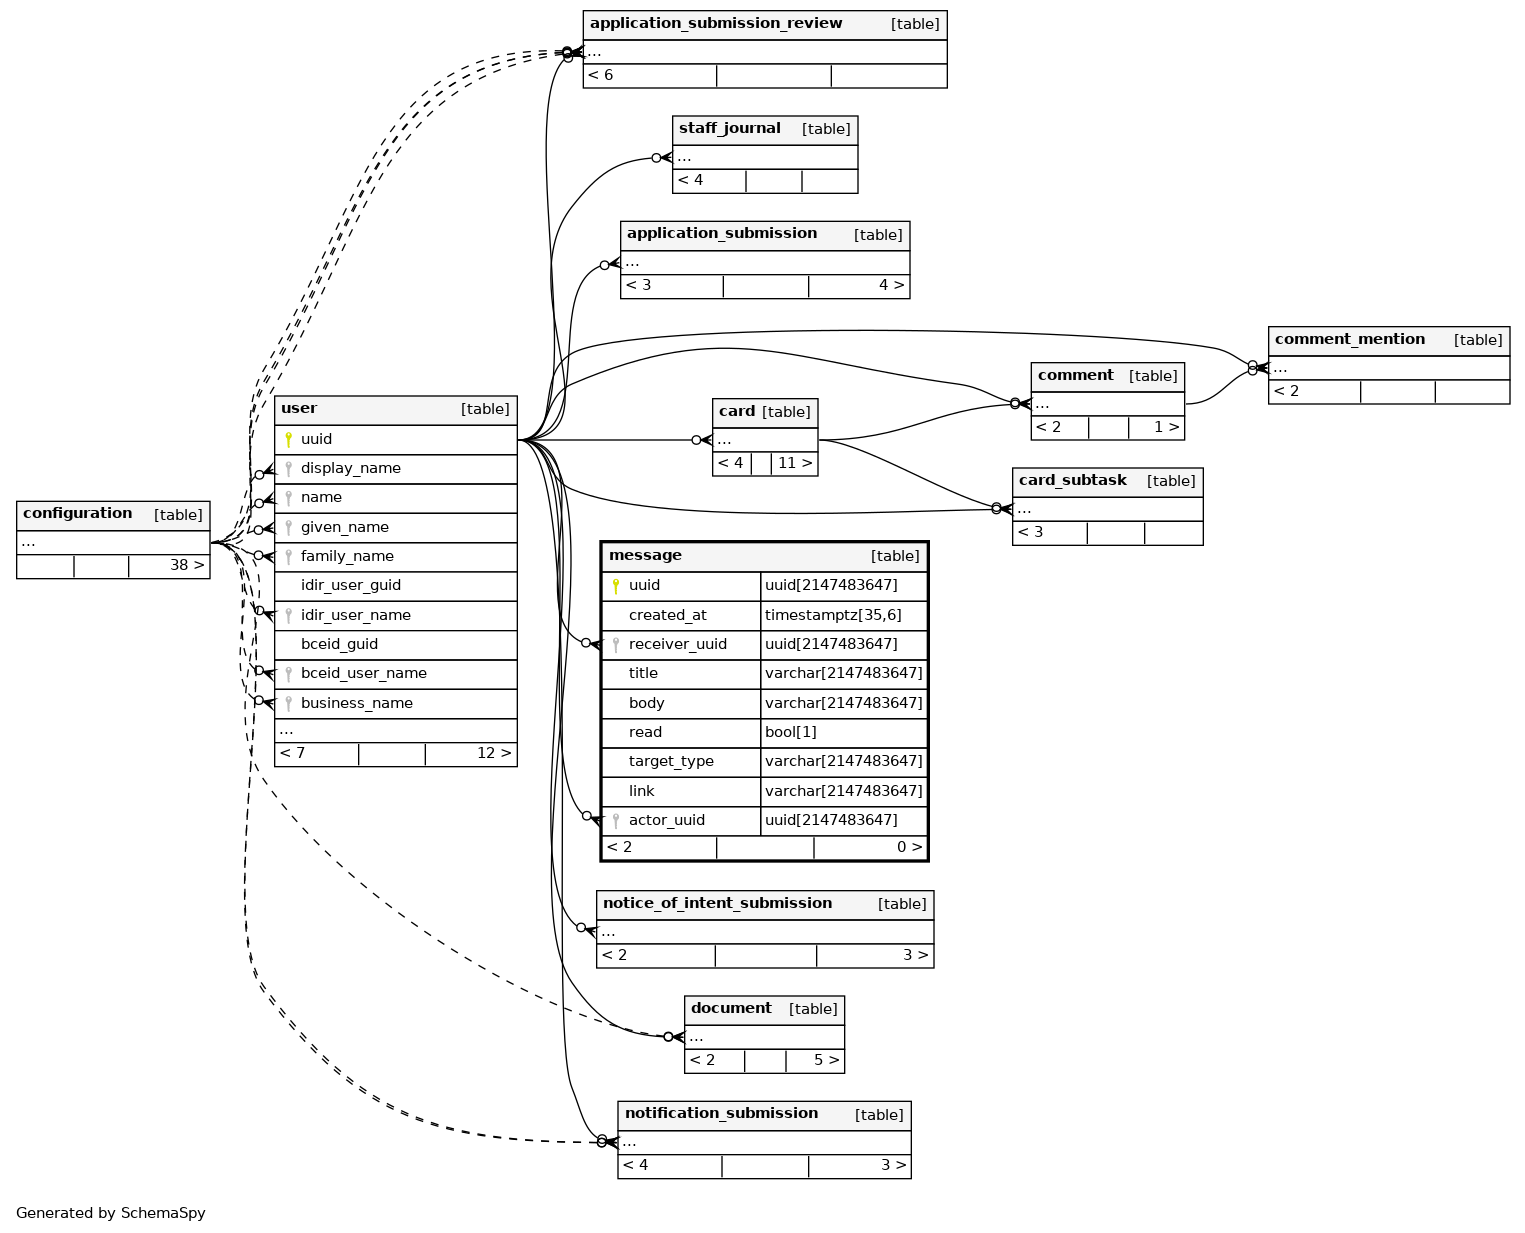 application_submission_review [table]
...
< 6
staff_journal [table]
...
< 4
application_submission [table]
...
< 3 4 >
comment_mention [table]
...
< 2
comment [table]
...
< 2 1 >
card [table]
...
< 4 11 >
card_subtask [table]
...
< 3
user [table]
uuid
display_name
name
given_name
family_name
idir_user_guid
idir_user_name
bceid_guid
bceid_user_name
business_name
...
< 7 12 >
configuration [table]
...
38 >
message [table]
uuid uuid[2147483647]
created_at timestamptz[35,6]
receiver_uuid uuid[2147483647]
title varchar[2147483647]
body varchar[2147483647]
read bool[1]
target_type varchar[2147483647]
link varchar[2147483647]
actor_uuid uuid[2147483647]
< 2 0 >
notice_of_intent_submission [table]
...
< 2 3 >
document [table]
...
< 2 5 >
notification_submission [table]
...
< 4 3 >
Generated by SchemaSpy